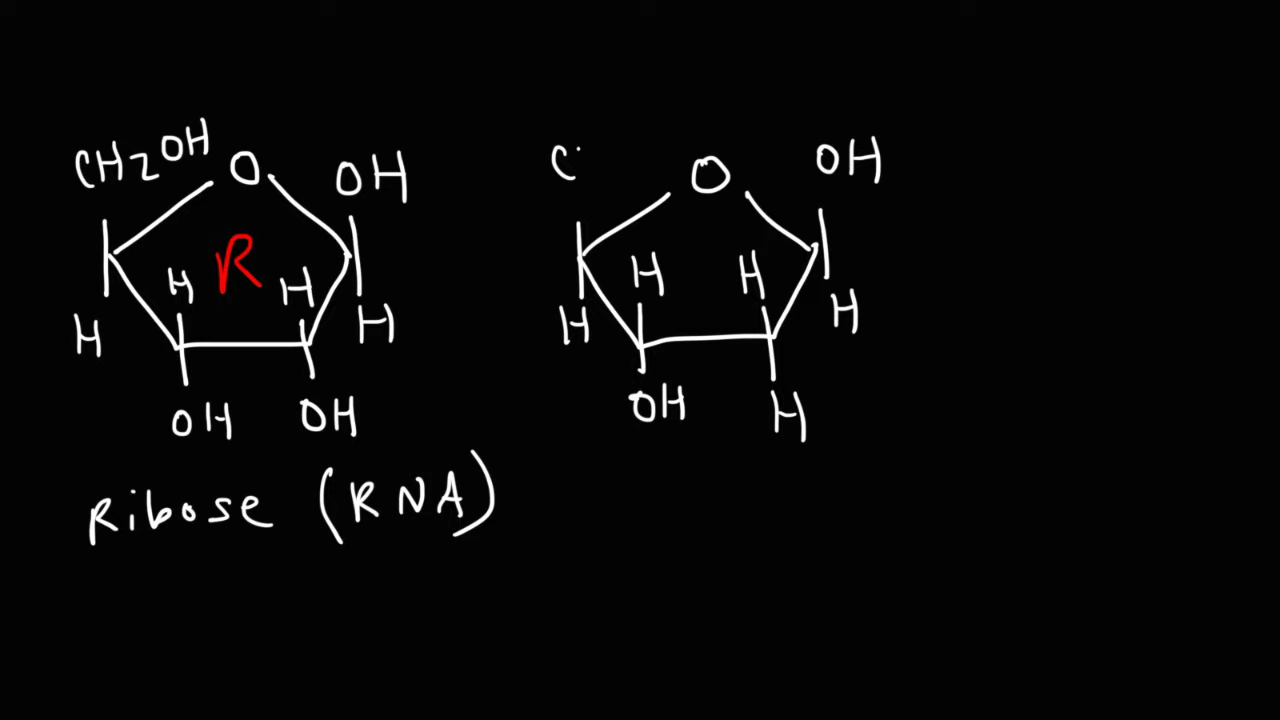 CH2OH O OH C O OH
R
H H H H
H H H H
OH OH OH H
Ribose (RNA)